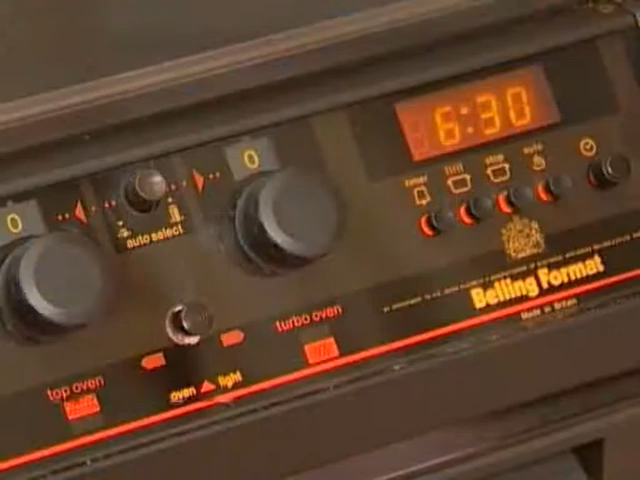 6:30
0
0
timer
stop
auto
auto select
Belling Format
Made in Britain
turbo oven
top oven
oven light